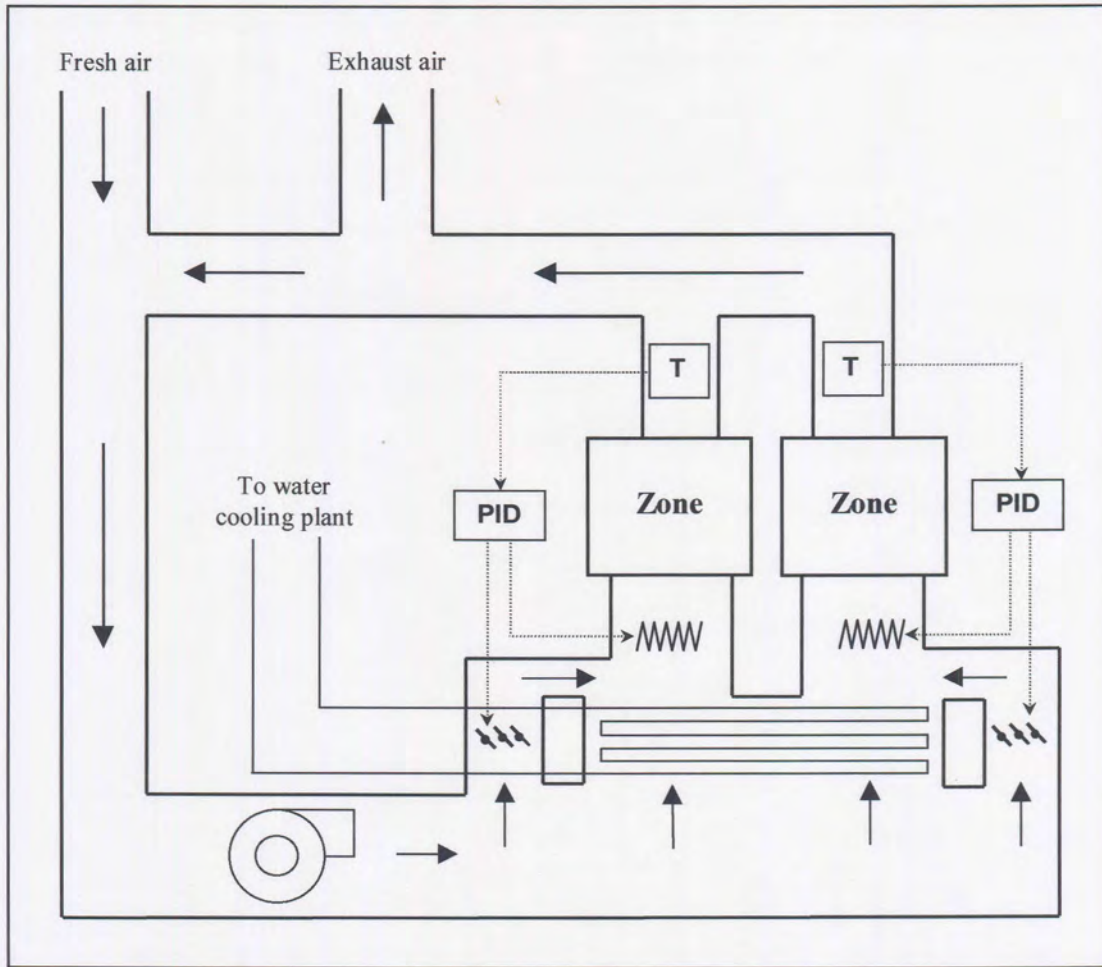 Fresh air
Exhaust air
T
T
To water
cooling plant
PID
Zone
Zone
PID